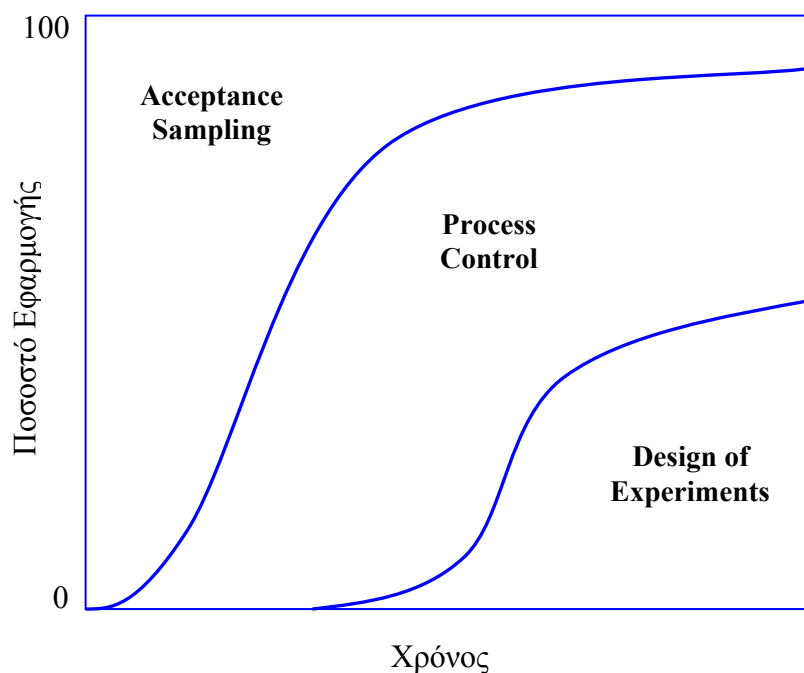 100
Acceptance
Sampling
Process
Control
Ποσοστό Εφαρμογής
Design of
Experiments
0
Χρόνος